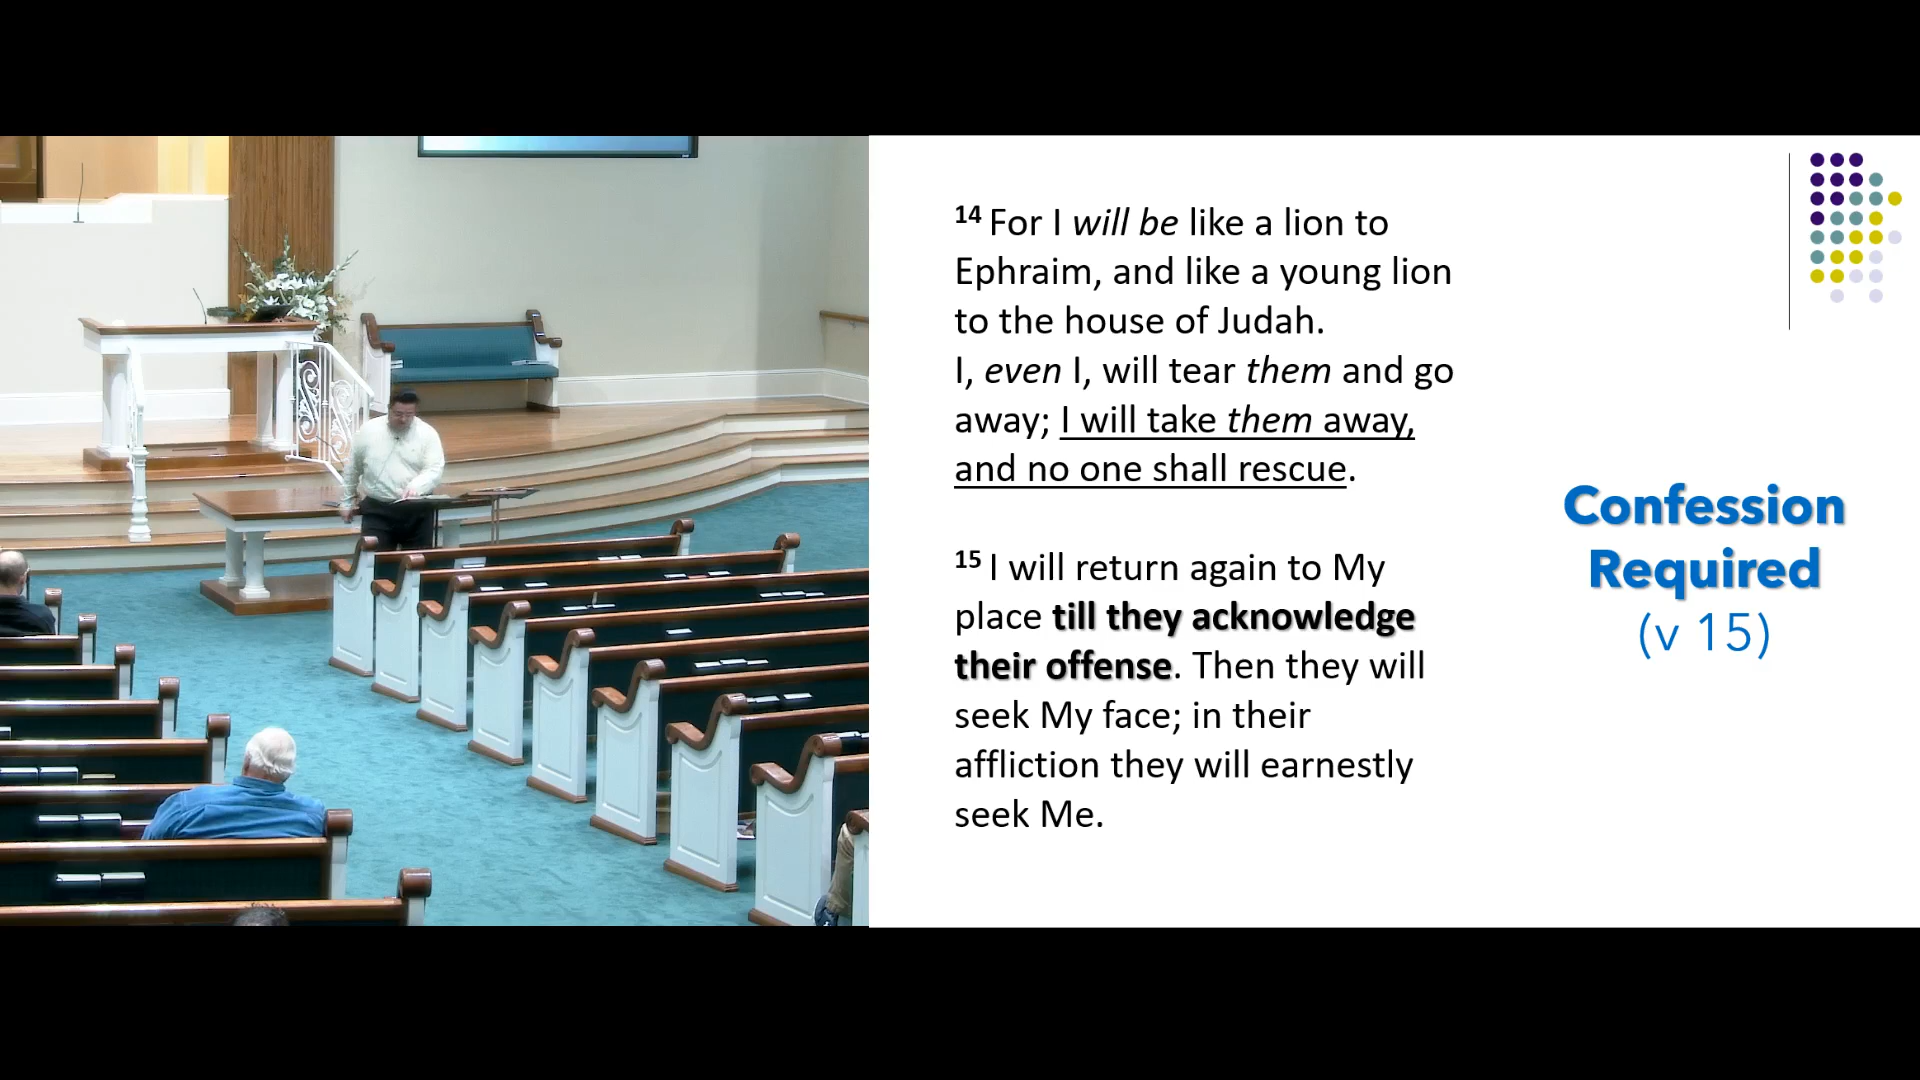 14 For I will be like a lion to
Ephraim, and like a young lion
to the house of Judah.
I, even I, will tear them and go
away; I will take them away,
and no one shall rescue.
15 I will return again to My
place till they acknowledge
their offense. Then they will
seek My face; in their
affliction they will earnestly
seek Me.
Confession
Required
(v 15)